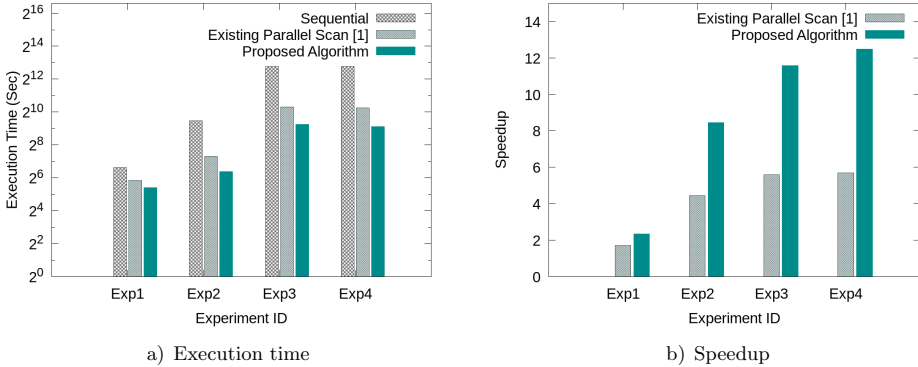 2^16
2^14
2^12
2^10
2^8
2^6
2^4
2^2
2^0
Execution Time (Sec)
Sequential
Existing Parallel Scan [1]
Proposed Algorithm
Exp1 Exp2 Exp3 Exp4
Experiment ID
a) Execution time
14
12
10
8
6
4
2
0
Speedup
Existing Parallel Scan [1]
Proposed Algorithm
Exp1 Exp2 Exp3 Exp4
Experiment ID
b) Speedup